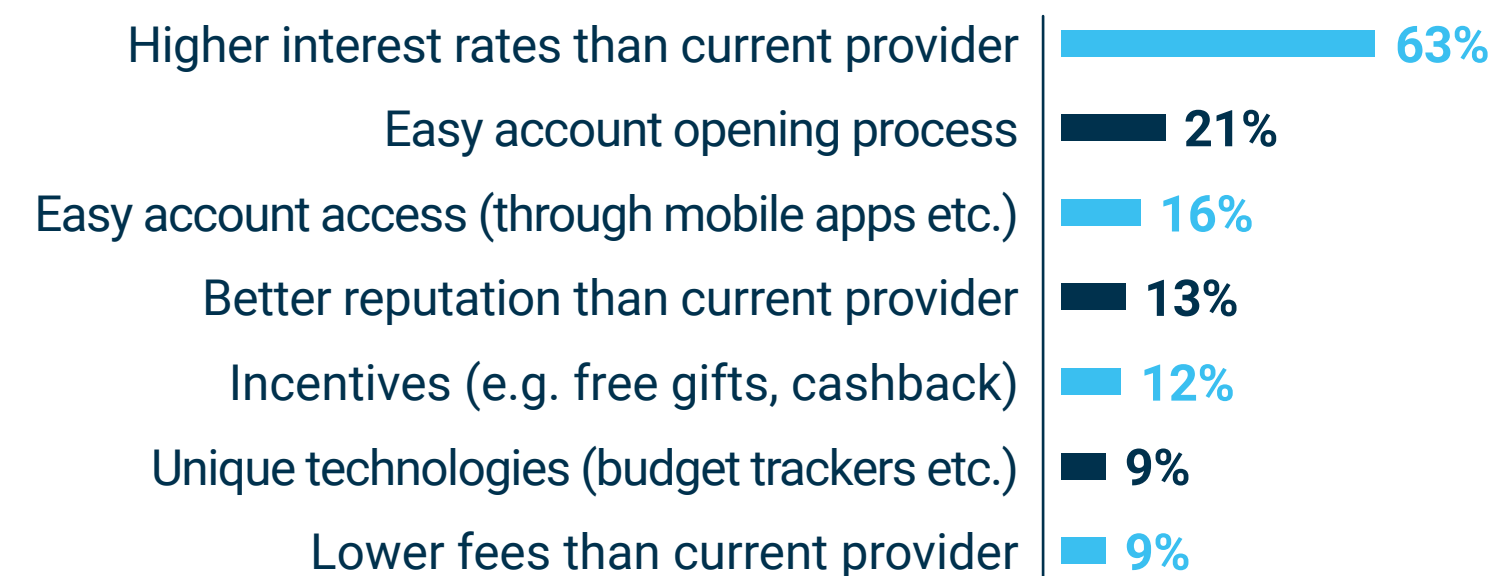 Higher interest rates than current provider 63%
Easy account opening process 21%
Easy account access (through mobile apps etc.) 16%
Better reputation than current provider 13%
Incentives (e.g. free gifts, cashback) 12%
Unique technologies (budget trackers etc.) 9%
Lower fees than current provider 9%